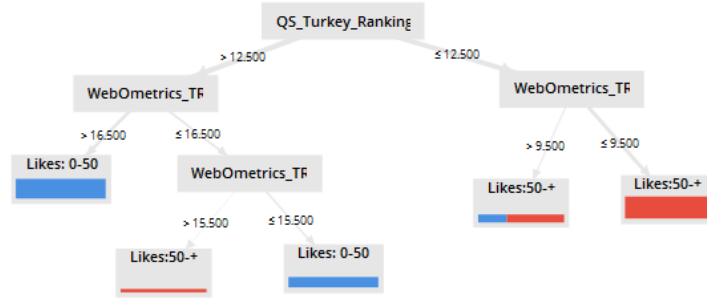 QS_Turkey_Ranking
> 12.500
≤ 12.500
WebOmetrics_TR
WebOmetrics_TR
> 16.500
≤ 16.500
> 9.500
≤ 9.500
Likes: 0-50
WebOmetrics_TR
Likes:50-+
Likes:50-+
> 15.500
≤ 15.500
Likes:50-+
Likes: 0-50